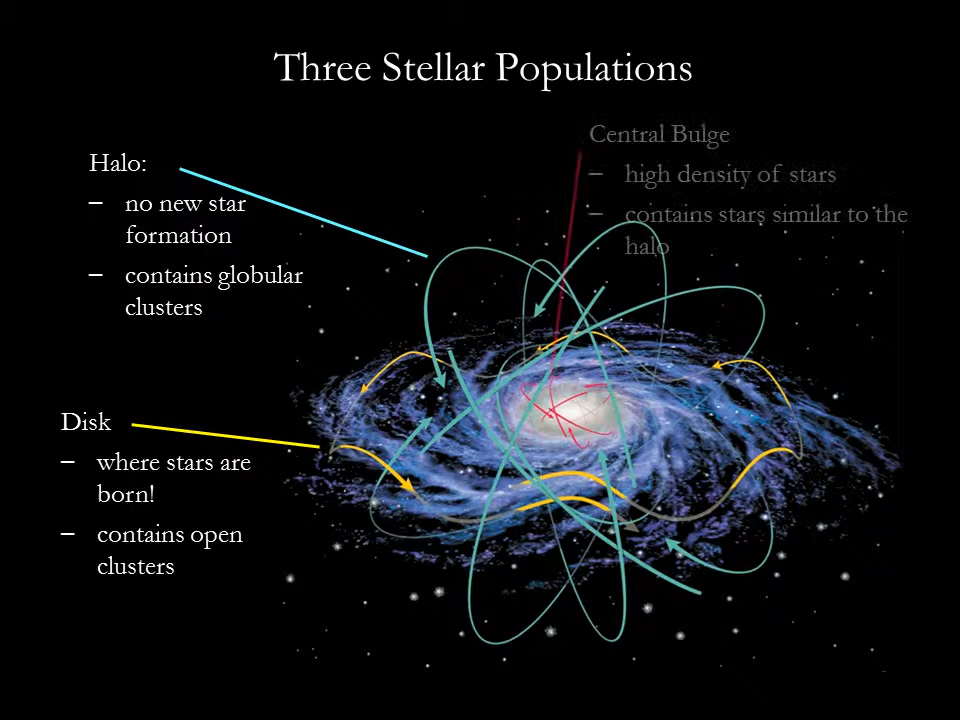 Three Stellar Populations
Halo:
– no new star
formation
– contains globular
clusters
Central Bulge
– high density of stars
– contains stars similar to the
halo
Disk
– where stars are
born!
– contains open
clusters